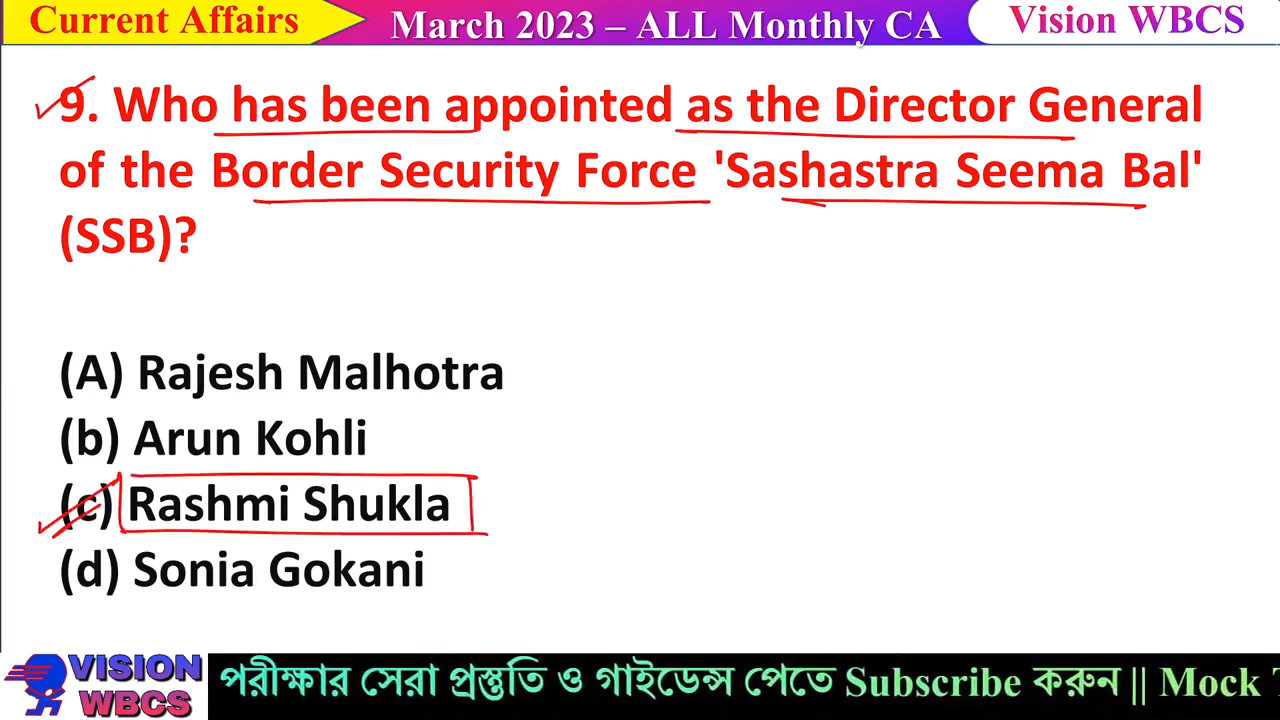 Current Affairs
March 2023 – ALL Monthly CA
Vision WBCS
9. Who has been appointed as the Director General
of the Border Security Force 'Sashastra Seema Bal'
(SSB)?
(A) Rajesh Malhotra
(b) Arun Kohli
(c) Rashmi Shukla
(d) Sonia Gokani
VISION
WBCS
পরীক্ষার সেরা প্রস্তুতি ও গাইডেন্স পেতে Subscribe করুন || Mock